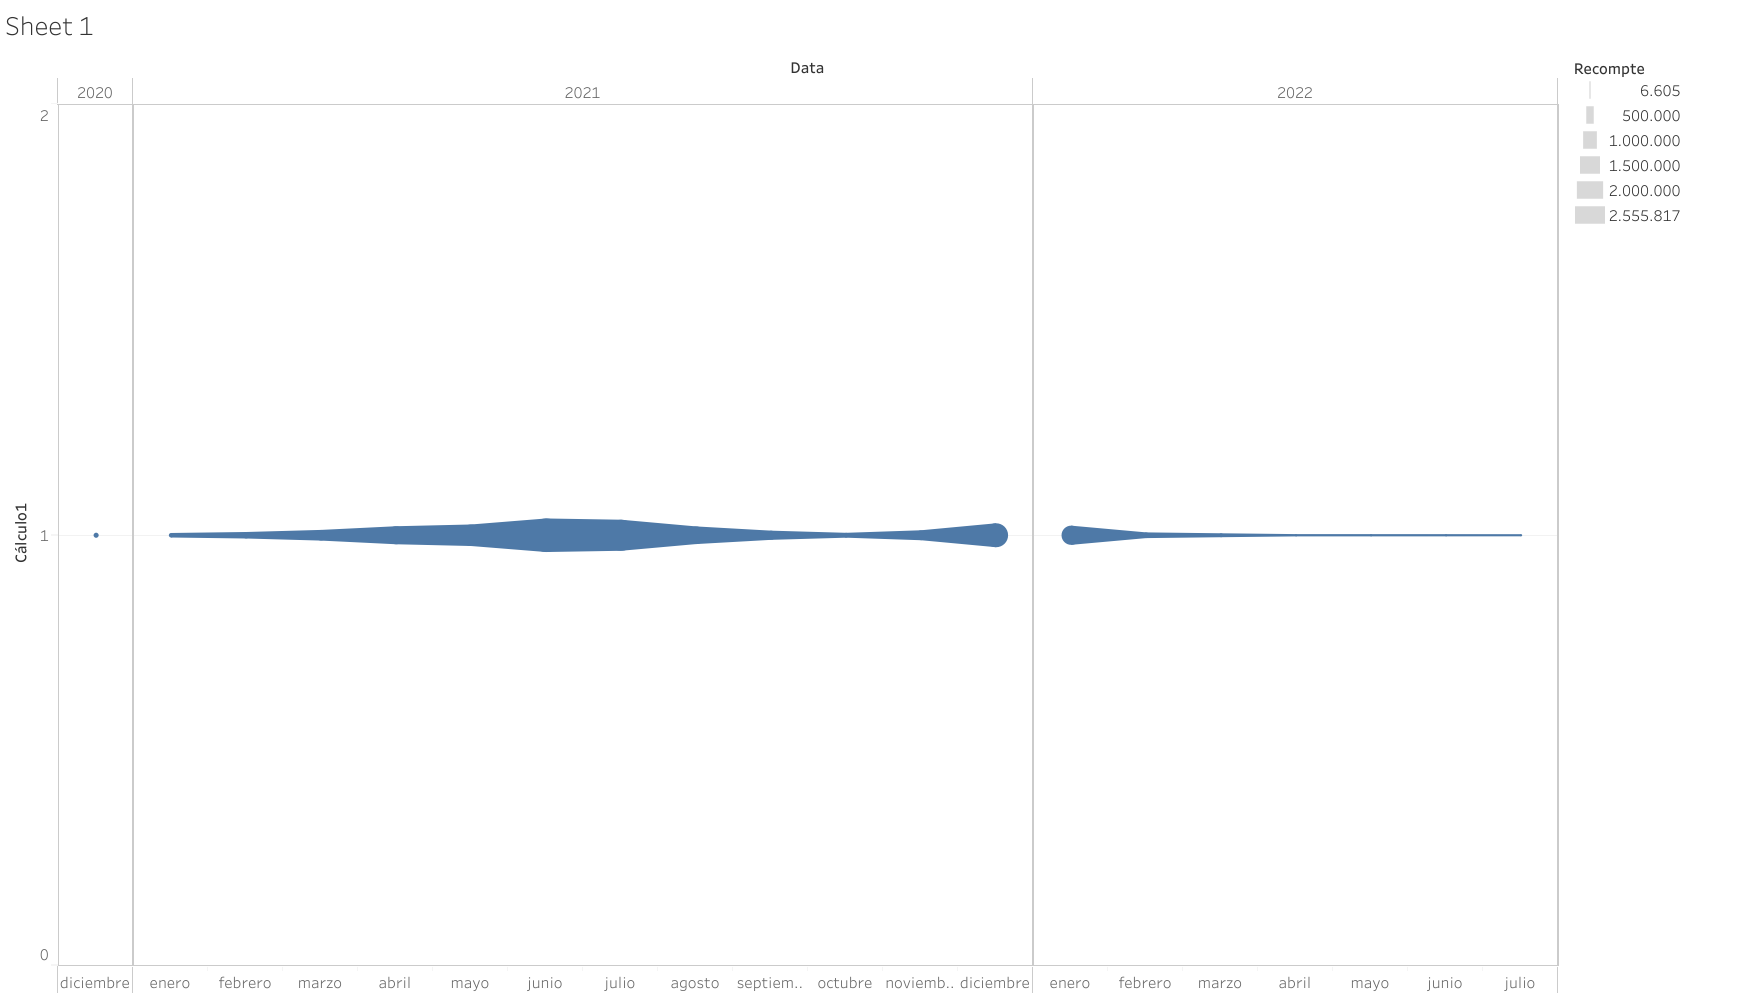 Sheet 1
Data
2020 2021 2022
2
Cálculo1
1
0
diciembre enero febrero marzo abril mayo junio julio agosto septiem.. octubre noviemb.. diciembre enero febrero marzo abril mayo junio julio
Recompte
6.605
500.000
1.000.000
1.500.000
2.000.000
2.555.817